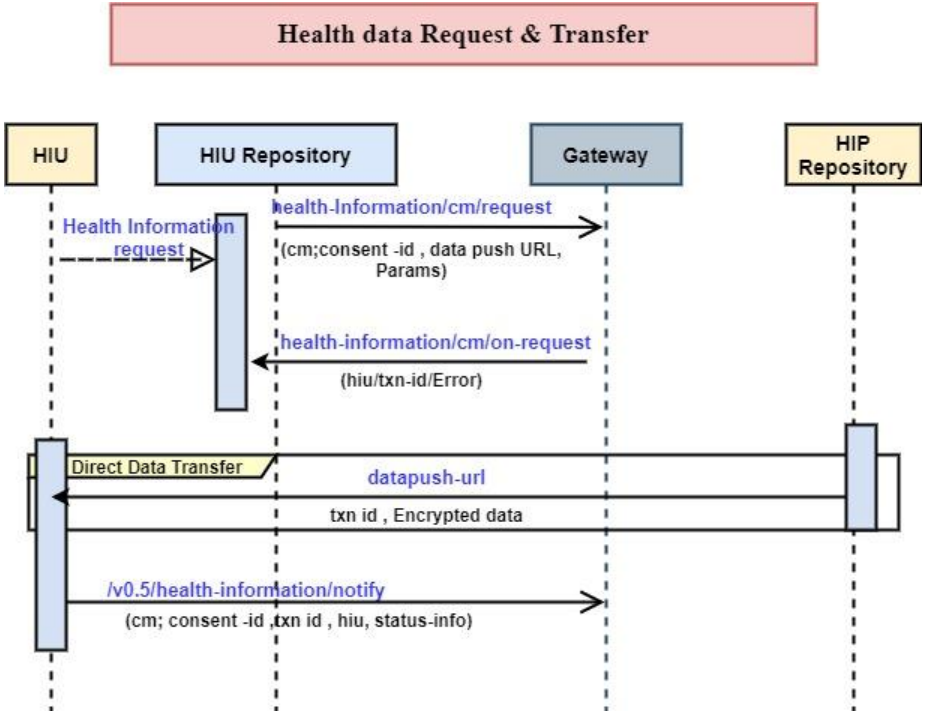 Health data Request & Transfer
HIU
HIU Repository
Gateway
HIP
Repository
health-Information/cm/request
Health Information
request
(cm;consent -id , data push URL,
Params)
health-information/cm/on-request
(hiu/txn-id/Error)
Direct Data Transfer
datapush-url
txn id , Encrypted data
/v0.5/health-information/notify
(cm; consent -id ,txn id , hiu, status-info)